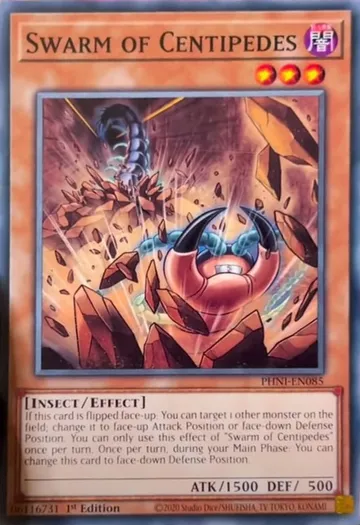 SWARM OF CENTIPEDES
闇
PHNI-EN085
[INSECT/EFFECT]
If this card is flipped face-up: You can target 1 other monster on the
field; change it to face-up Attack Position or face-down Defense
Position. You can only use this effect of "Swarm of Centipedes"
once per turn. Once per turn, during your Main Phase: You can
change this card to face-down Defense Position.
ATK/1500 DEF/ 500
1st Edition
©2020 Studio Dice/SHUEISHA, TV TOKYO, KONAMI